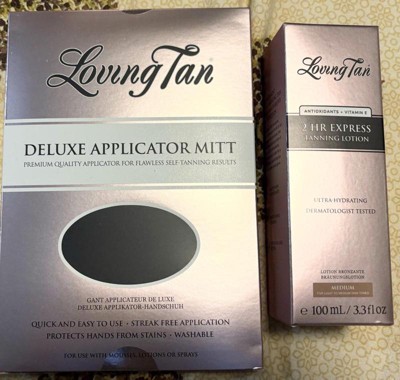 Loving Tan®
DELUXE APPLICATOR MITT
PREMIUM QUALITY APPLICATOR FOR FLAWLESS SELF-TANNING RESULTS
GANT APPLICATEUR DE LUXE
DELUXE APPLIKATOR-HANDSCHUH
QUICK AND EASY TO USE • STREAK FREE APPLICATION
PROTECTS HANDS FROM STAINS • WASHABLE
FOR USE WITH MOUSSES, LOTIONS OR SPRAYS
Loving Tan
ANTIOXIDANTS + VITAMIN E
2 HR EXPRESS
TANNING LOTION
ULTRA HYDRATING
DERMATOLOGIST TESTED
LOTION BRONZANTE
BRÄUNUNGSLOTION
MEDIUM
e 100 mL / 3.3 fl oz